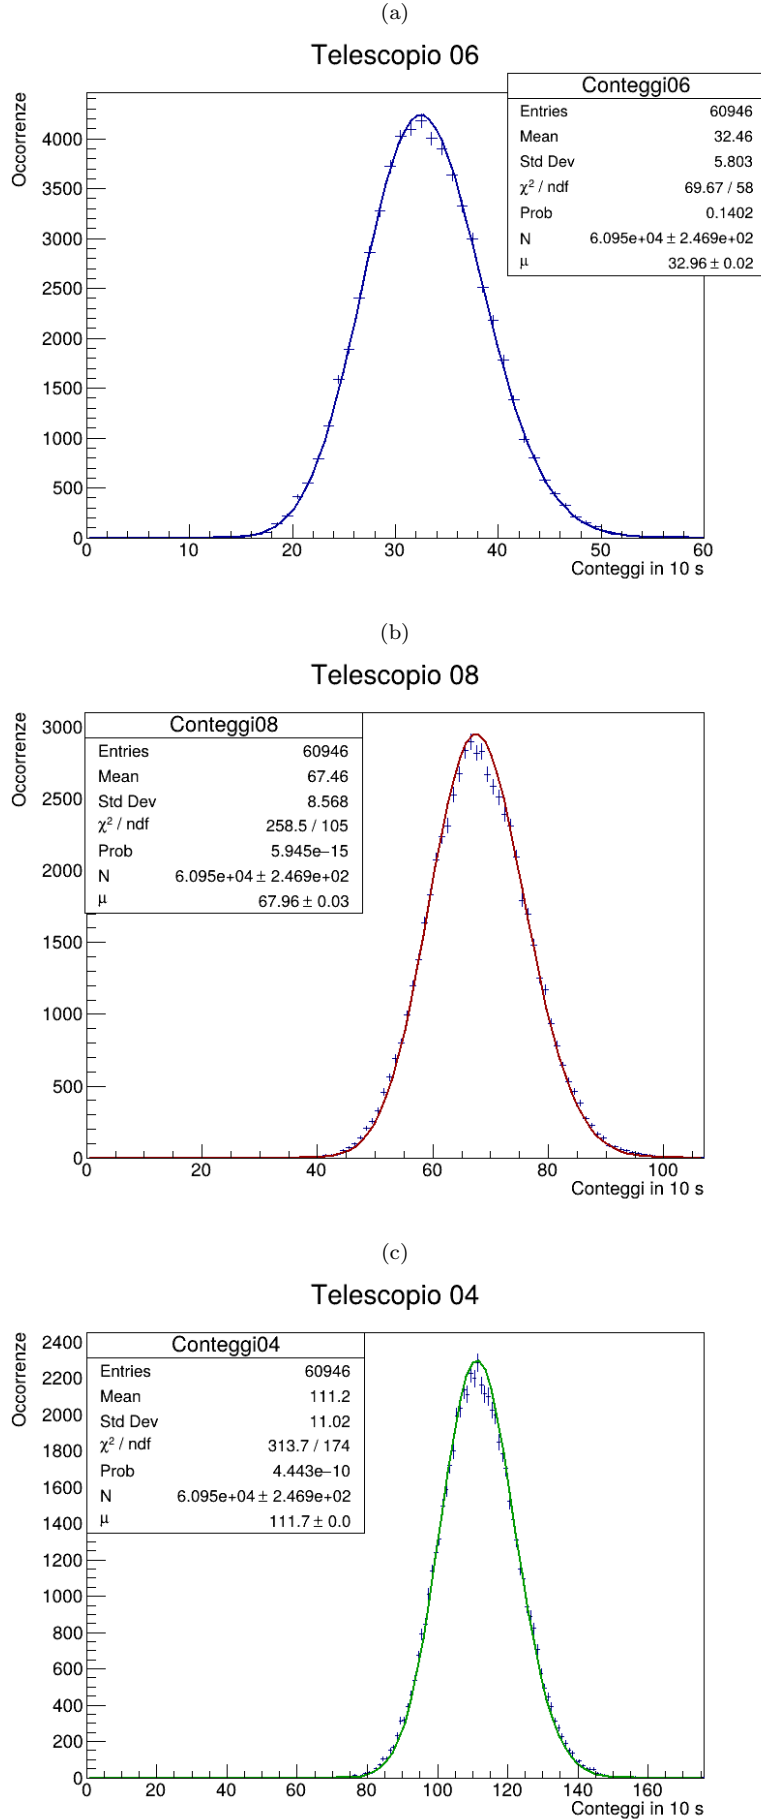 (a)
Telescopio 06
Conteggi06
Entries 60946
Mean 32.46
Std Dev 5.803
χ² / ndf 69.67 / 58
Prob 0.1402
N 6.095e+04 ± 2.469e+02
μ 32.96 ± 0.02
Occorrenze
4000
3500
3000
2500
2000
1500
1000
500
0
0 10 20 30 40 50 60
Conteggi in 10 s
(b)
Telescopio 08
Conteggi08
Entries 60946
Mean 67.46
Std Dev 8.568
χ² / ndf 258.5 / 105
Prob 5.945e−15
N 6.095e+04 ± 2.469e+02
μ 67.96 ± 0.03
Occorrenze
3000
2500
2000
1500
1000
500
0
0 20 40 60 80 100
Conteggi in 10 s
(c)
Telescopio 04
Conteggi04
Entries 60946
Mean 111.2
Std Dev 11.02
χ² / ndf 313.7 / 174
Prob 4.443e−10
N 6.095e+04 ± 2.469e+02
μ 111.7 ± 0.0
Occorrenze
2400
2200
2000
1800
1600
1400
1200
1000
800
600
400
200
0
0 20 40 60 80 100 120 140 160
Conteggi in 10 s